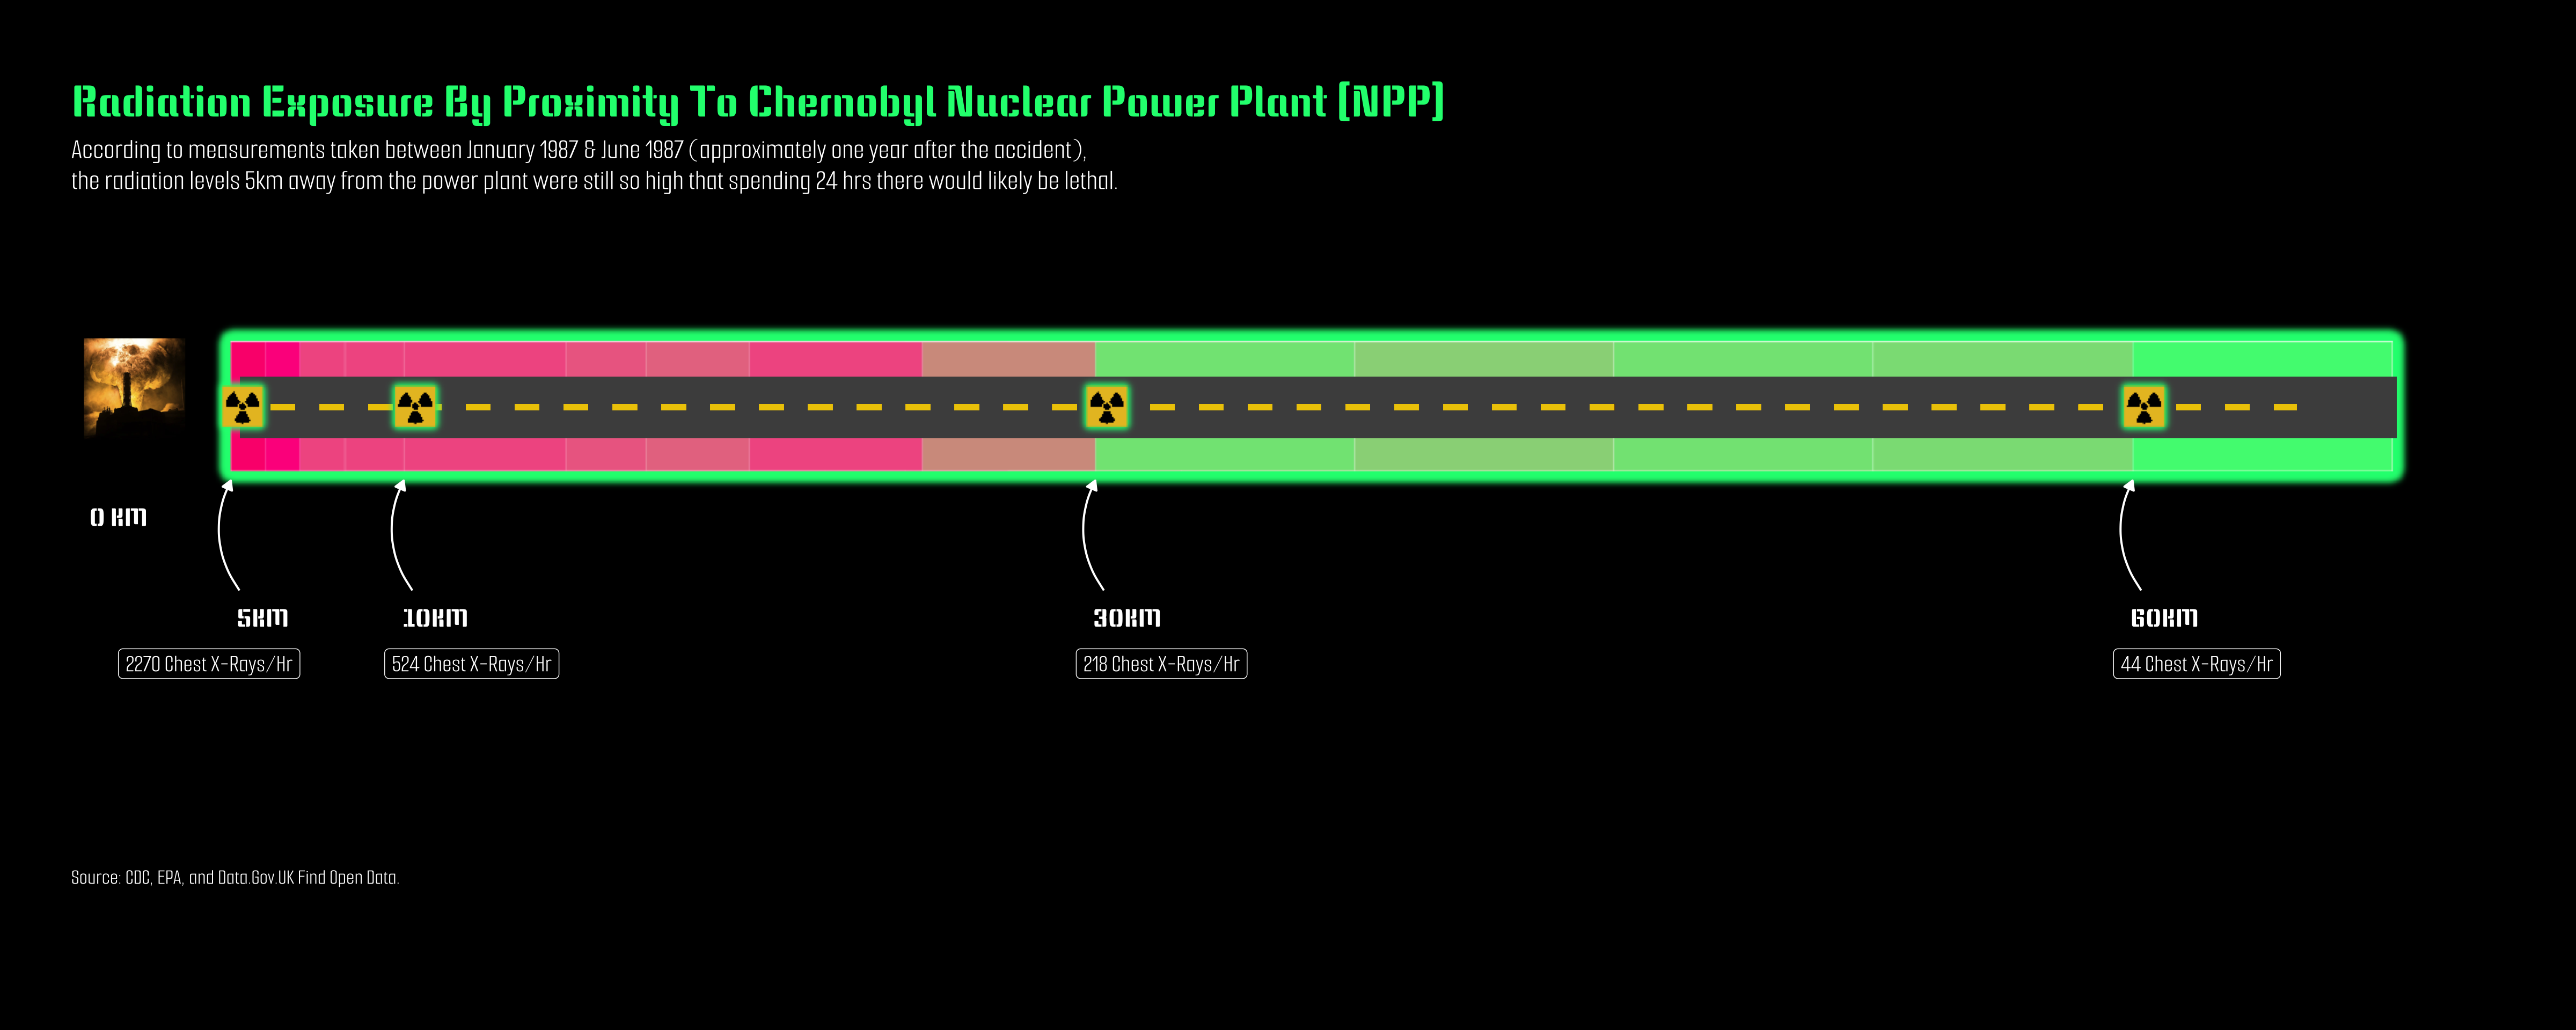 Radiation Exposure By Proximity To Chernobyl Nuclear Power Plant (NPP)
According to measurements taken between January 1987 & June 1987 (approximately one year after the accident),
the radiation levels 5km away from the power plant were still so high that spending 24 hrs there would likely be lethal.
0 KM
5KM
10KM
30KM
60KM
2270 Chest X-Rays/Hr
524 Chest X-Rays/Hr
218 Chest X-Rays/Hr
44 Chest X-Rays/Hr
Source: CDC, EPA, and Data.Gov.UK Find Open Data.